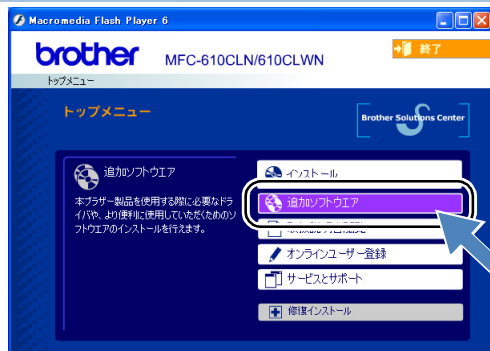 Macromedia Flash Player 6
brother
MFC-610CLN/610CLWN
終了
トップメニュー
トップメニュー
Brother Solutions Center
追加ソフトウエア
本ブラザー製品を使用する際に必要なドラ
イバや、より便利に使用していただくためのソ
フトウエアのインストールを行えます。
インストール
追加ソフトウエア
オンラインユーザー登録
サービスとサポート
修復インストール